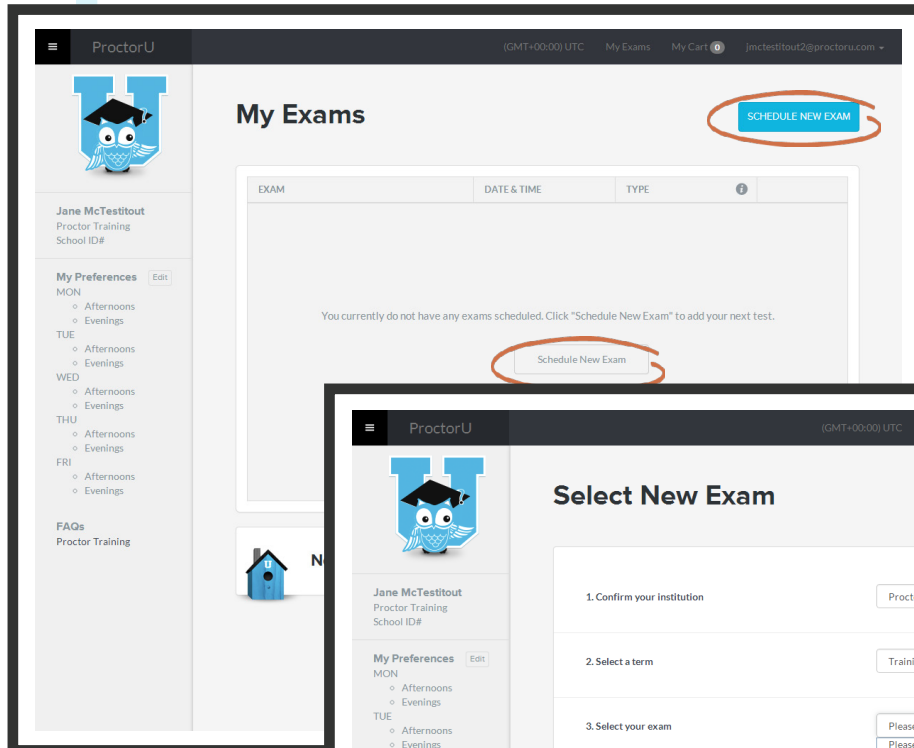 ProctorU (GMT+00:00) UTC My Exams My Cart 0 jmctestitout2@proctoru.com
U
My Exams
SCHEDULE NEW EXAM
EXAM DATE & TIME TYPE i
Jane McTestitout
Proctor Training
School ID#
My Preferences Edit
MON
Afternoons
Evenings
TUE
Afternoons
Evenings
WED
Afternoons
Evenings
THU
Afternoons
Evenings
FRI
Afternoons
Evenings
FAQs
Proctor Training
You currently do not have any exams scheduled. Click "Schedule New Exam" to add your next test.
Schedule New Exam
U
ProctorU (GMT+00:00) UTC
U
Select New Exam
Jane McTestitout
Proctor Training
School ID#
My Preferences Edit
MON
Afternoons
Evenings
TUE
Afternoons
Evenings
1. Confirm your institution
2. Select a term
3. Select your exam